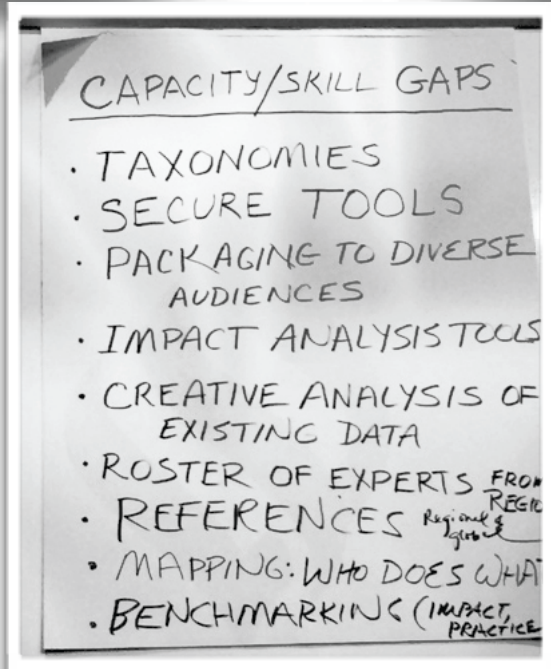 CAPACITY/SKILL GAPS
· TAXONOMIES
· SECURE TOOLS
· PACKAGING TO DIVERSE
AUDIENCES
· IMPACT ANALYSIS TOOLS
· CREATIVE ANALYSIS OF
EXISTING DATA
· ROSTER OF EXPERTS FROM
REGIO
· REFERENCES Regional &
global
· MAPPING: WHO DOES WHAT
· BENCHMARKING (IMPACT,
PRACTICE